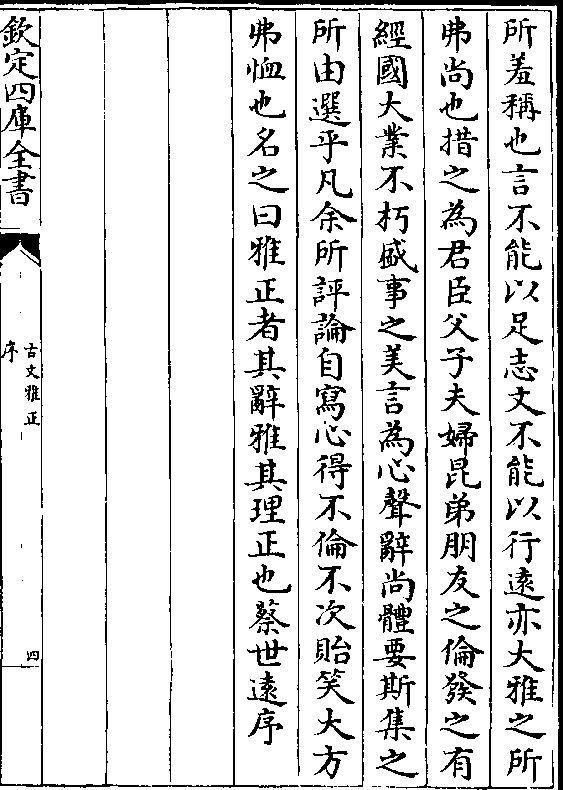 所羞稱也言不能以足志文不能以行遠亦大雅之所
弗尚也措之為君臣父子夫婦昆弟朋友之倫發之有
經國大業不朽盛事之美言為心聲辭尚體要斯集之
所由選乎凡余所評論自寫心得不倫不次貽笑大方
弗恤也名之曰雅正者其辭雅其理正也蔡世遠序
欽定四庫全書
古文雅正
序
四